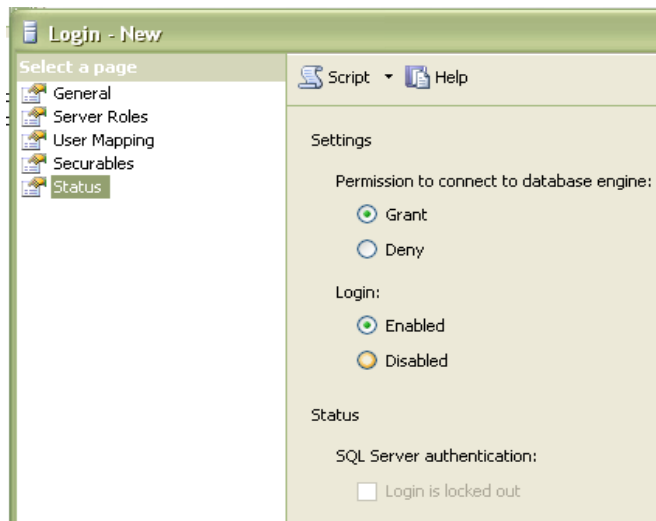 Login - New
Select a page
General
Server Roles
User Mapping
Securables
Status
Script Help
Settings
Permission to connect to database engine:
Grant
Deny
Login:
Enabled
Disabled
Status
SQL Server authentication:
Login is locked out